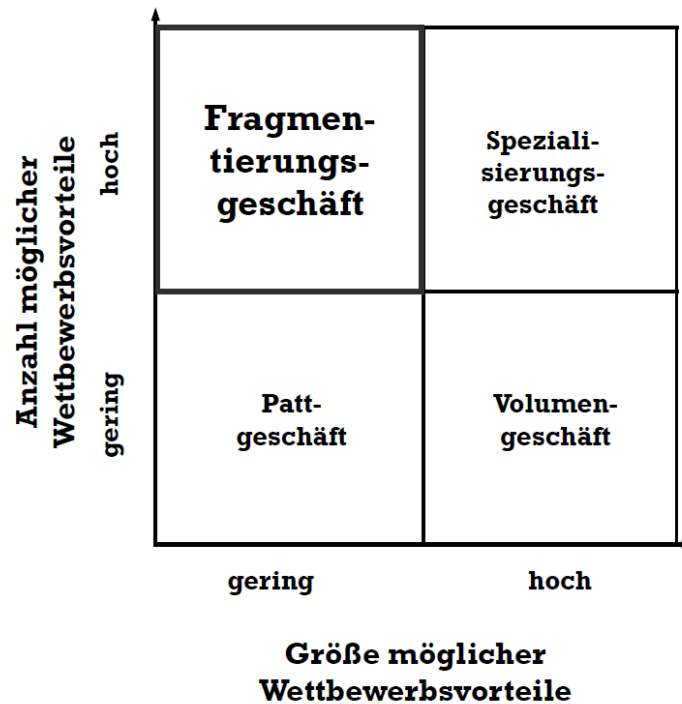 Anzahl möglicher
Wettbewerbsvorteile
hoch
gering
Fragmen-
tierungs-
geschäft
Speziali-
sierungs-
geschäft
Patt-
geschäft
Volumen-
geschäft
gering
hoch
Größe möglicher
Wettbewerbsvorteile